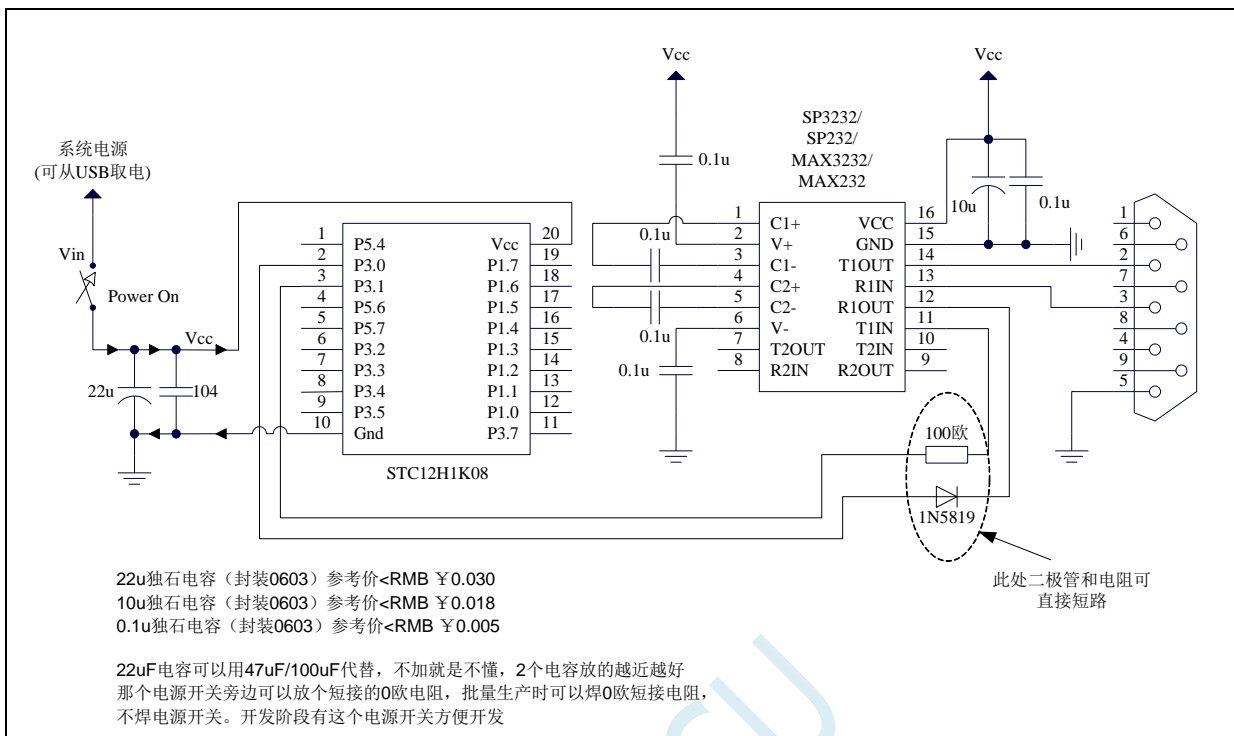 Vcc
Vcc
SP3232/
SP232/
MAX3232/
MAX232
系统电源
(可从USB取电)
0.1u
10u
0.1u
Vin
Power On
Vcc
22u
104
1 P5.4 Vcc 20
2 P3.0 P1.7 19
3 P3.1 P1.6 18
4 P5.6 P1.5 17
5 P5.7 P1.4 16
6 P3.2 P1.3 15
7 P3.3 P1.2 14
8 P3.4 P1.1 13
9 P3.5 P1.0 12
10 Gnd P3.7 11
STC12H1K08
0.1u
0.1u
0.1u
1 C1+ VCC 16
2 V+ GND 15
3 C1- T1OUT 14
4 C2+ R1IN 13
5 C2- R1OUT 12
6 V- T1IN 11
7 T2OUT T2IN 10
8 R2IN R2OUT 9
1
6
2
7
3
8
4
9
5
100欧
1N5819
此处二极管和电阻可
直接短路
22u独石电容（封装0603）参考价<RMB ￥0.030
10u独石电容（封装0603）参考价<RMB ￥0.018
0.1u独石电容（封装0603）参考价<RMB ￥0.005
22uF电容可以用47uF/100uF代替，不加就是不懂，2个电容放的越近越好
那个电源开关旁边可以放个短接的0欧电阻，批量生产时可以焊0欧短接电阻，
不焊电源开关。开发阶段有这个电源开关方便开发